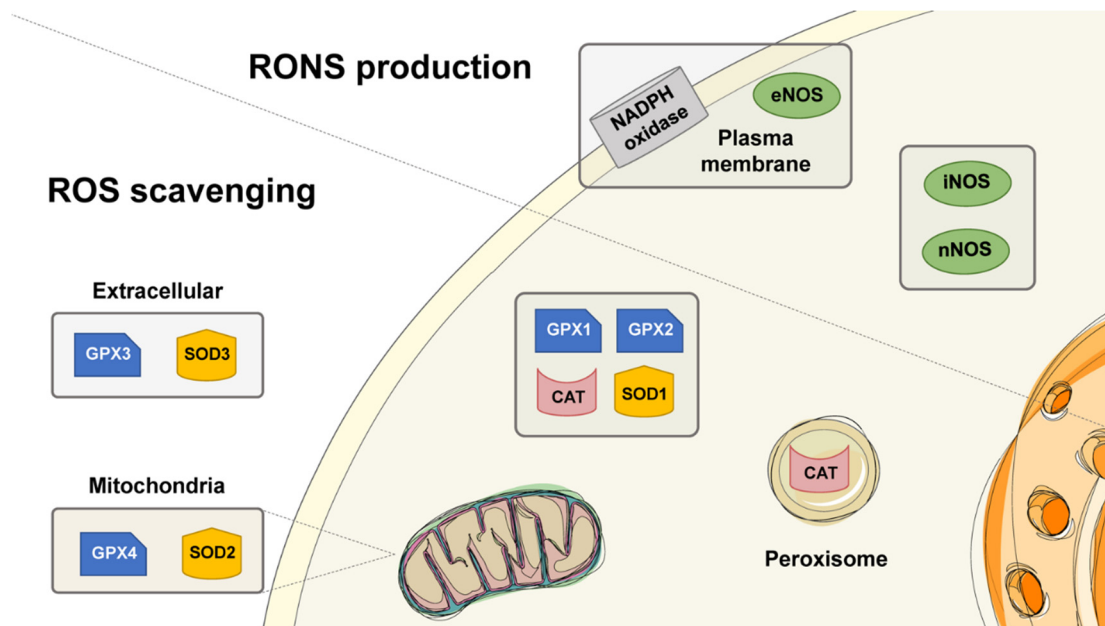 RONS production
NADPH
oxidase
eNOS
Plasma
membrane
iNOS
nNOS
ROS scavenging
Extracellular
GPX3
SOD3
GPX1
GPX2
CAT
SOD1
Mitochondria
GPX4
SOD2
CAT
Peroxisome